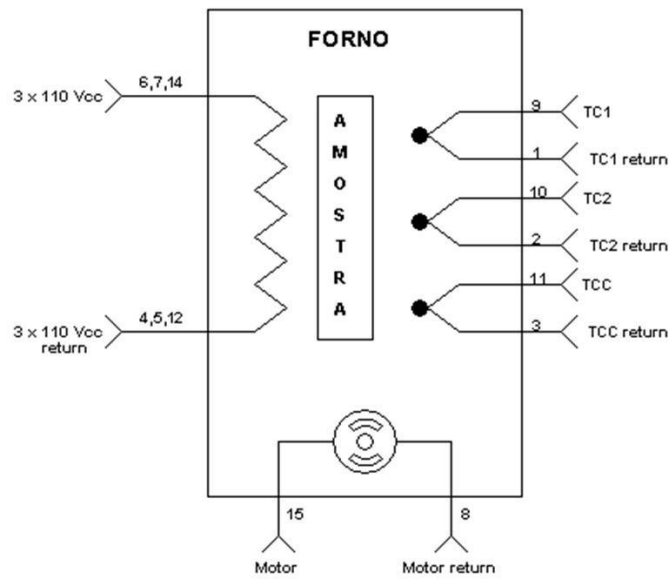 FORNO
6,7,14
3 x 110 Vcc
A
M
O
S
T
R
A
9
TC1
1
TC1 return
10
TC2
2
TC2 return
11
TCC
3
TCC return
4,5,12
3 x 110 Vcc
return
15
8
Motor
Motor return